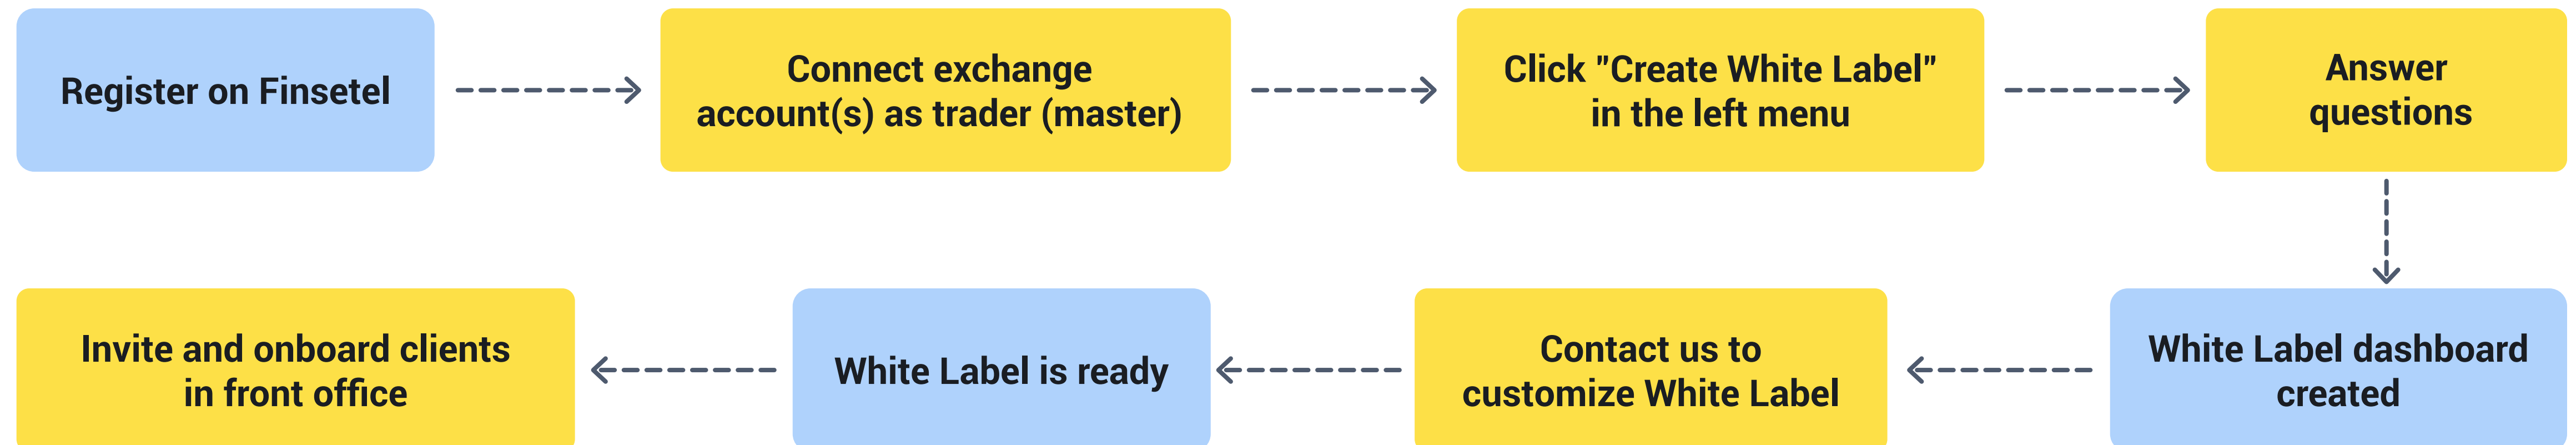 Register on Finsetel
Connect exchange
account(s) as trader (master)
Click "Create White Label"
in the left menu
Answer
questions
White Label dashboard
created
Contact us to
customize White Label
White Label is ready
Invite and onboard clients
in front office